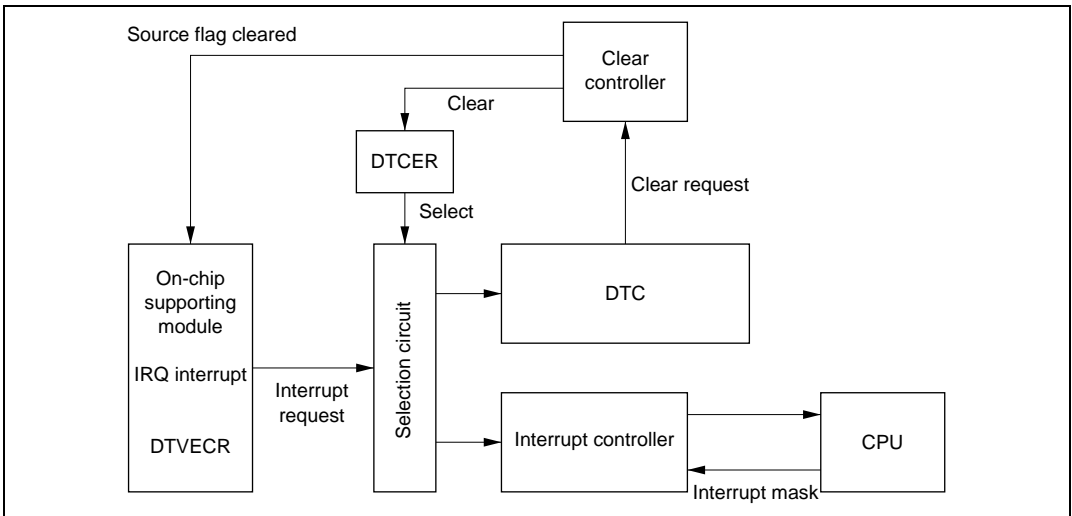 Source flag cleared
Clear
controller
Clear
DTCER
Clear request
Select
On-chip
supporting
module
IRQ interrupt
DTVECR
Interrupt
request
Selection circuit
DTC
Interrupt controller
CPU
Interrupt mask